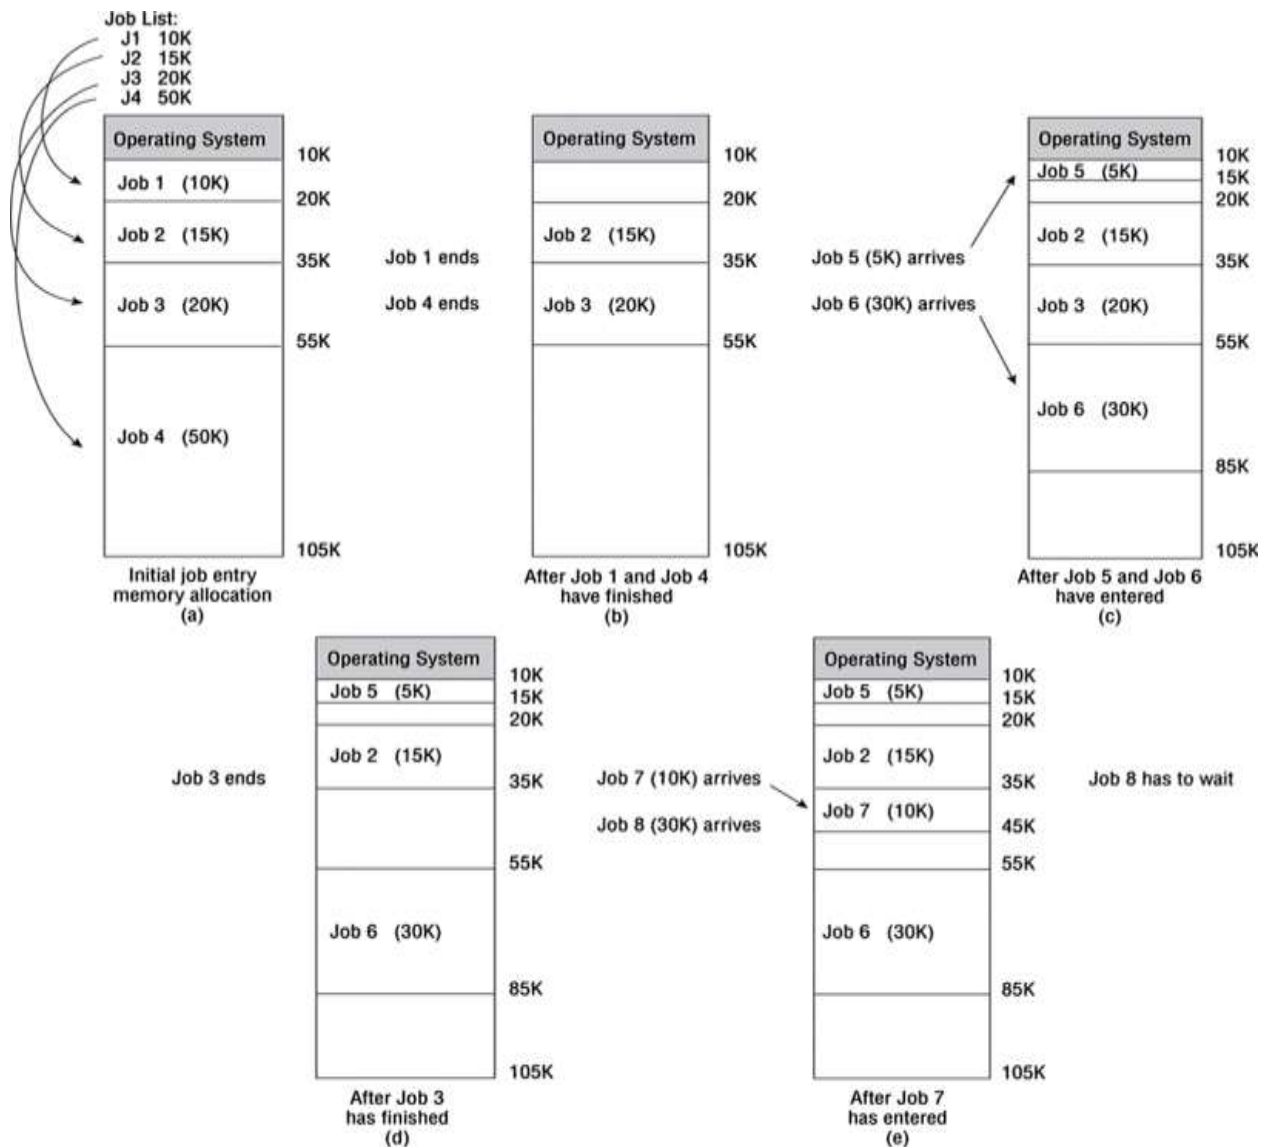 Job List:
J1 10K
J2 15K
J3 20K
J4 50K
Operating System
10K
Job 1 (10K)
20K
Job 2 (15K)
35K
Job 3 (20K)
55K
Job 4 (50K)
105K
Initial job entry
memory allocation
(a)
Job 1 ends
Job 4 ends
Operating System
10K
20K
Job 2 (15K)
35K
Job 3 (20K)
55K
105K
After Job 1 and Job 4
have finished
(b)
Job 5 (5K) arrives
Job 6 (30K) arrives
Operating System
10K
Job 5 (5K)
15K
20K
Job 2 (15K)
35K
Job 3 (20K)
55K
Job 6 (30K)
85K
105K
After Job 5 and Job 6
have entered
(c)
Job 3 ends
Operating System
10K
Job 5 (5K)
15K
20K
Job 2 (15K)
35K
55K
Job 6 (30K)
85K
105K
After Job 3
has finished
(d)
Job 7 (10K) arrives
Job 8 (30K) arrives
Operating System
10K
Job 5 (5K)
15K
20K
Job 2 (15K)
35K
Job 7 (10K)
45K
55K
Job 6 (30K)
85K
105K
After Job 7
has entered
(e)
Job 8 has to wait